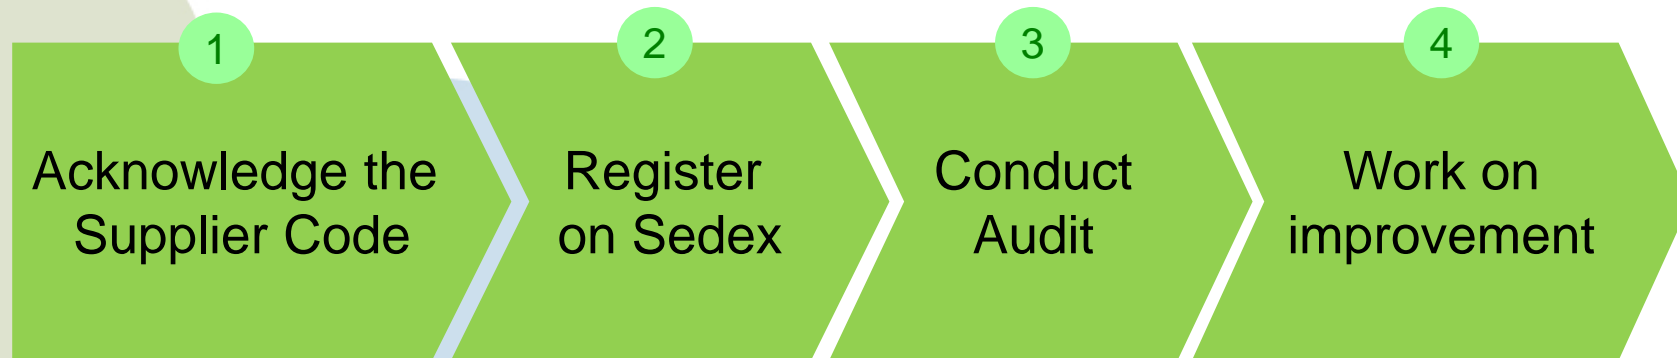 1
Acknowledge the
Supplier Code
2
Register
on Sedex
3
Conduct
Audit
4
Work on
improvement